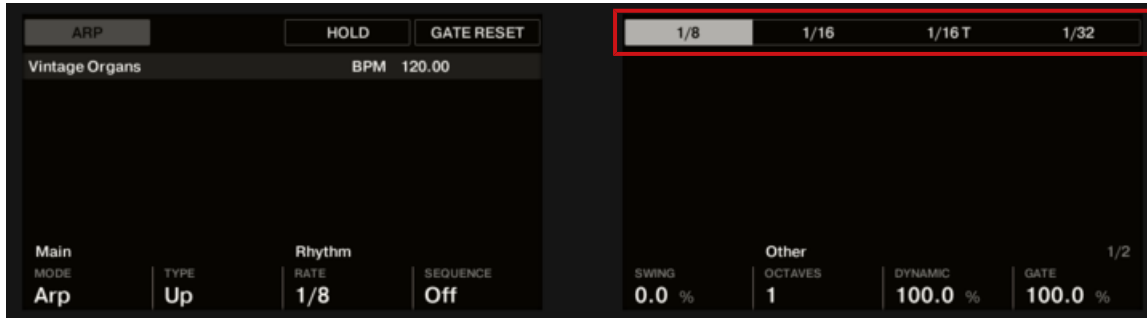 ARP HOLD GATE RESET
Vintage Organs BPM 120.00
Main Rhythm
MODE TYPE RATE SEQUENCE
Arp Up 1/8 Off
1/8 1/16 1/16 T 1/32
Other 1/2
SWING OCTAVES DYNAMIC GATE
0.0 % 1 100.0 % 100.0 %